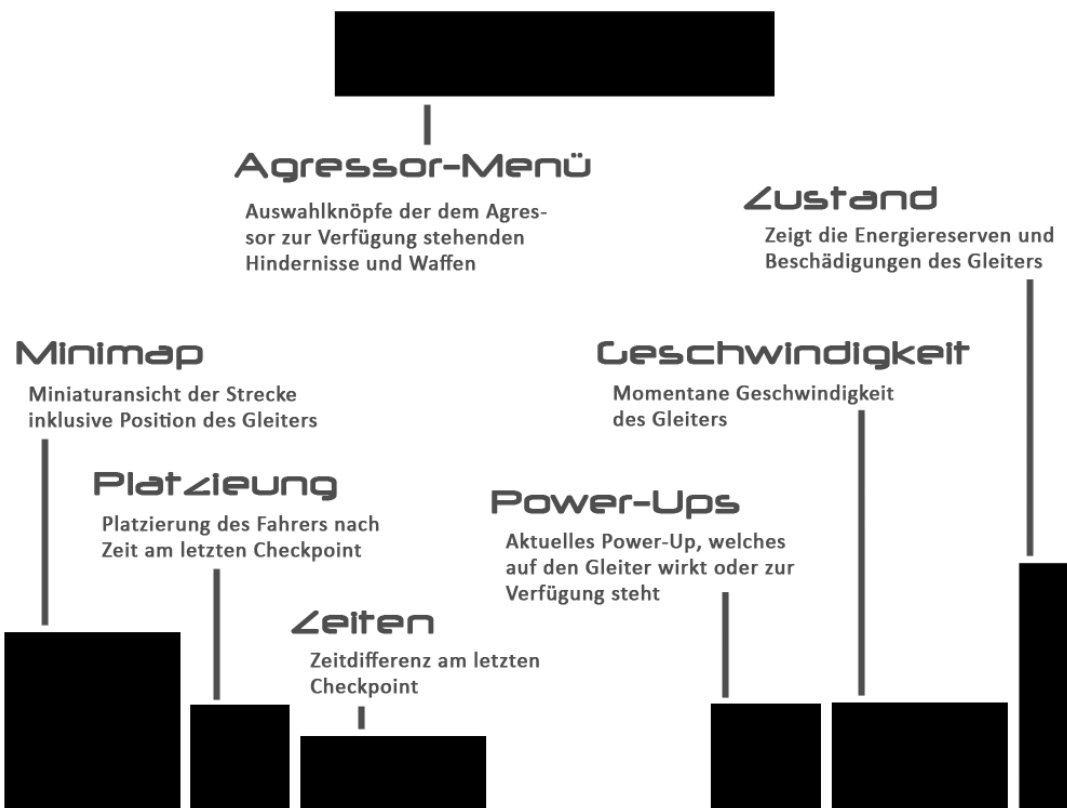 Agressor-Menü
Auswahlknöpfe der dem Agres-
sor zur Verfügung stehenden
Hindernisse und Waffen
Zustand
Zeigt die Energiereserven und
Beschädigungen des Gleiters
Minimap
Miniaturansicht der Strecke
inklusive Position des Gleiters
Geschwindigkeit
Momentane Geschwindigkeit
des Gleiters
Platzieung
Platzierung des Fahrers nach
Zeit am letzten Checkpoint
Power-Ups
Aktuelles Power-Up, welches
auf den Gleiter wirkt oder zur
Verfügung steht
Zeiten
Zeitdifferenz am letzten
Checkpoint